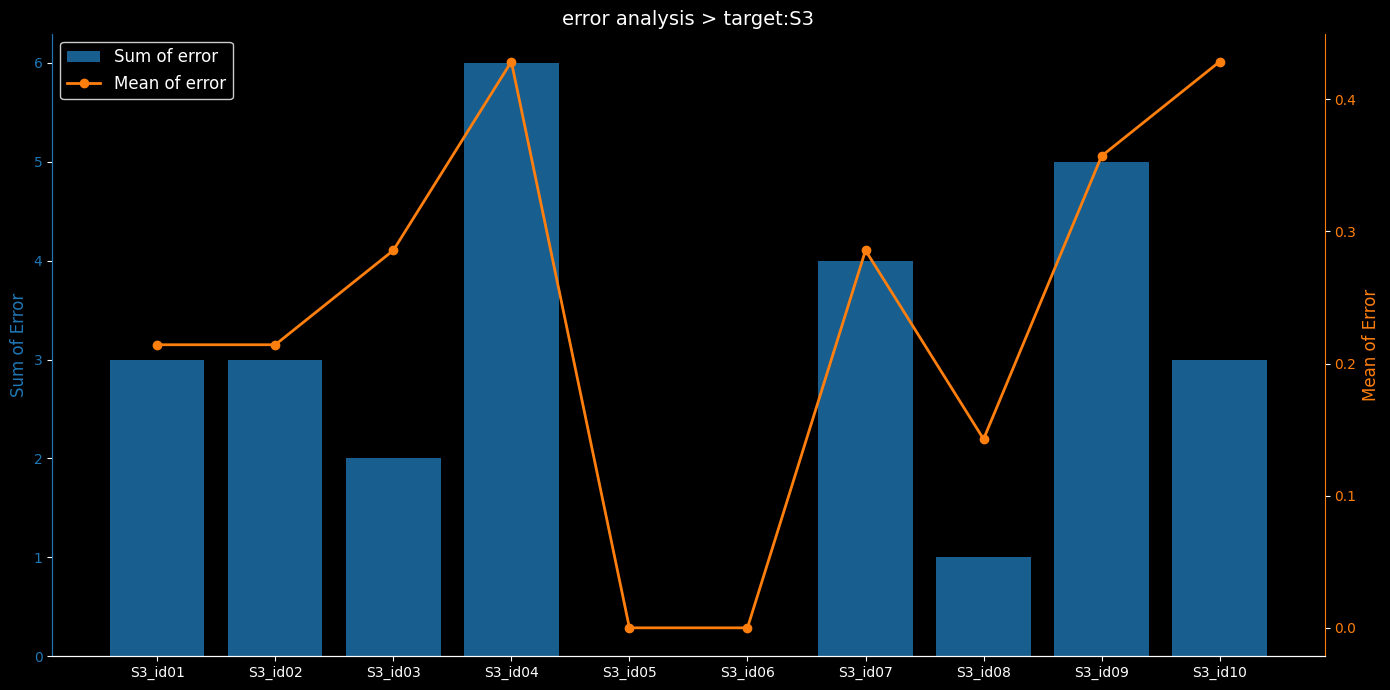 error analysis > target:S3
Sum of error
Mean of error
Sum of Error
6
5
4
3
2
1
0
0.4
0.3
0.2
0.1
0.0
Mean of Error
S3_id01 S3_id02 S3_id03 S3_id04 S3_id05 S3_id06 S3_id07 S3_id08 S3_id09 S3_id10